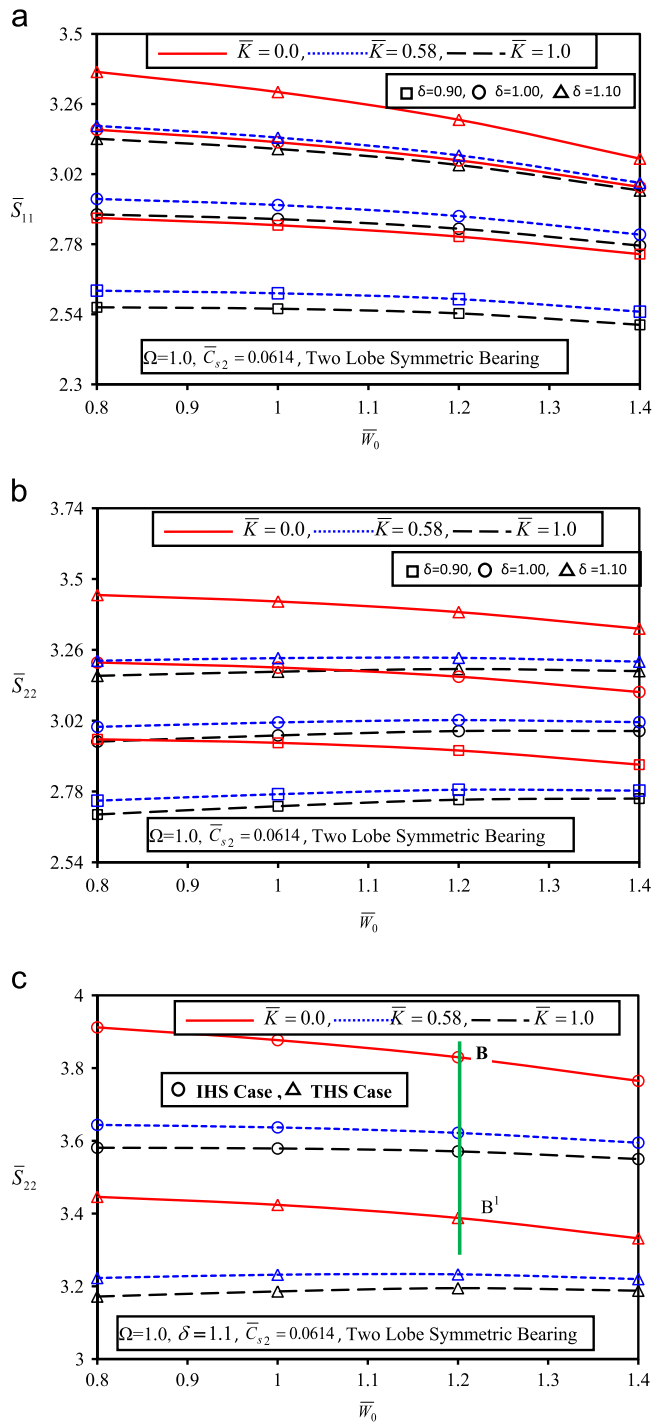 a
3.5
K̅ = 0.0, K̅ = 0.58, K̅ = 1.0
3.26
δ=0.90, δ=1.00, δ =1.10
3.02
S̅₁₁
2.78
2.54
Ω=1.0, C̅ₛ₂ = 0.0614, Two Lobe Symmetric Bearing
2.3
0.8 0.9 1 1.1 1.2 1.3 1.4
W̅₀
b
3.74
K̅ = 0.0, K̅ = 0.58, K̅ = 1.0
3.5
δ=0.90, δ=1.00, δ =1.10
3.26
S̅₂₂
3.02
2.78
Ω=1.0, C̅ₛ₂ = 0.0614, Two Lobe Symmetric Bearing
2.54
0.8 0.9 1 1.1 1.2 1.3 1.4
W̅₀
c
4
K̅ = 0.0, K̅ = 0.58, K̅ = 1.0
B
3.8
IHS Case , THS Case
3.6
S̅₂₂
B¹
3.4
3.2
Ω=1.0, δ = 1.1, C̅ₛ₂ = 0.0614, Two Lobe Symmetric Bearing
3
0.8 0.9 1 1.1 1.2 1.3 1.4
W̅₀